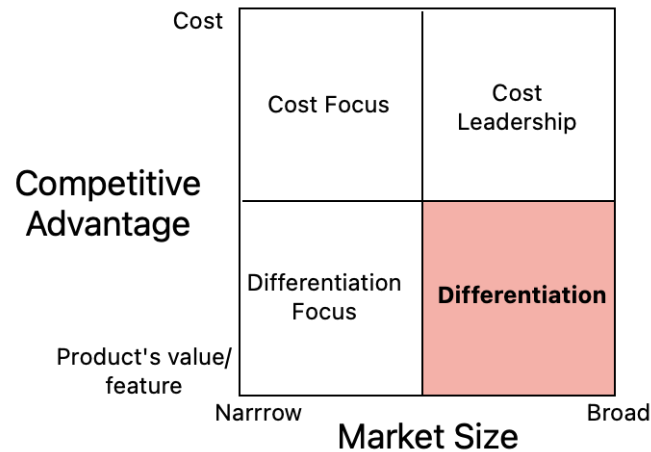 Cost
Cost Focus
Cost
Leadership
Competitive
Advantage
Differentiation
Focus
Differentiation
Product's value/
feature
Narrrow
Broad
Market Size